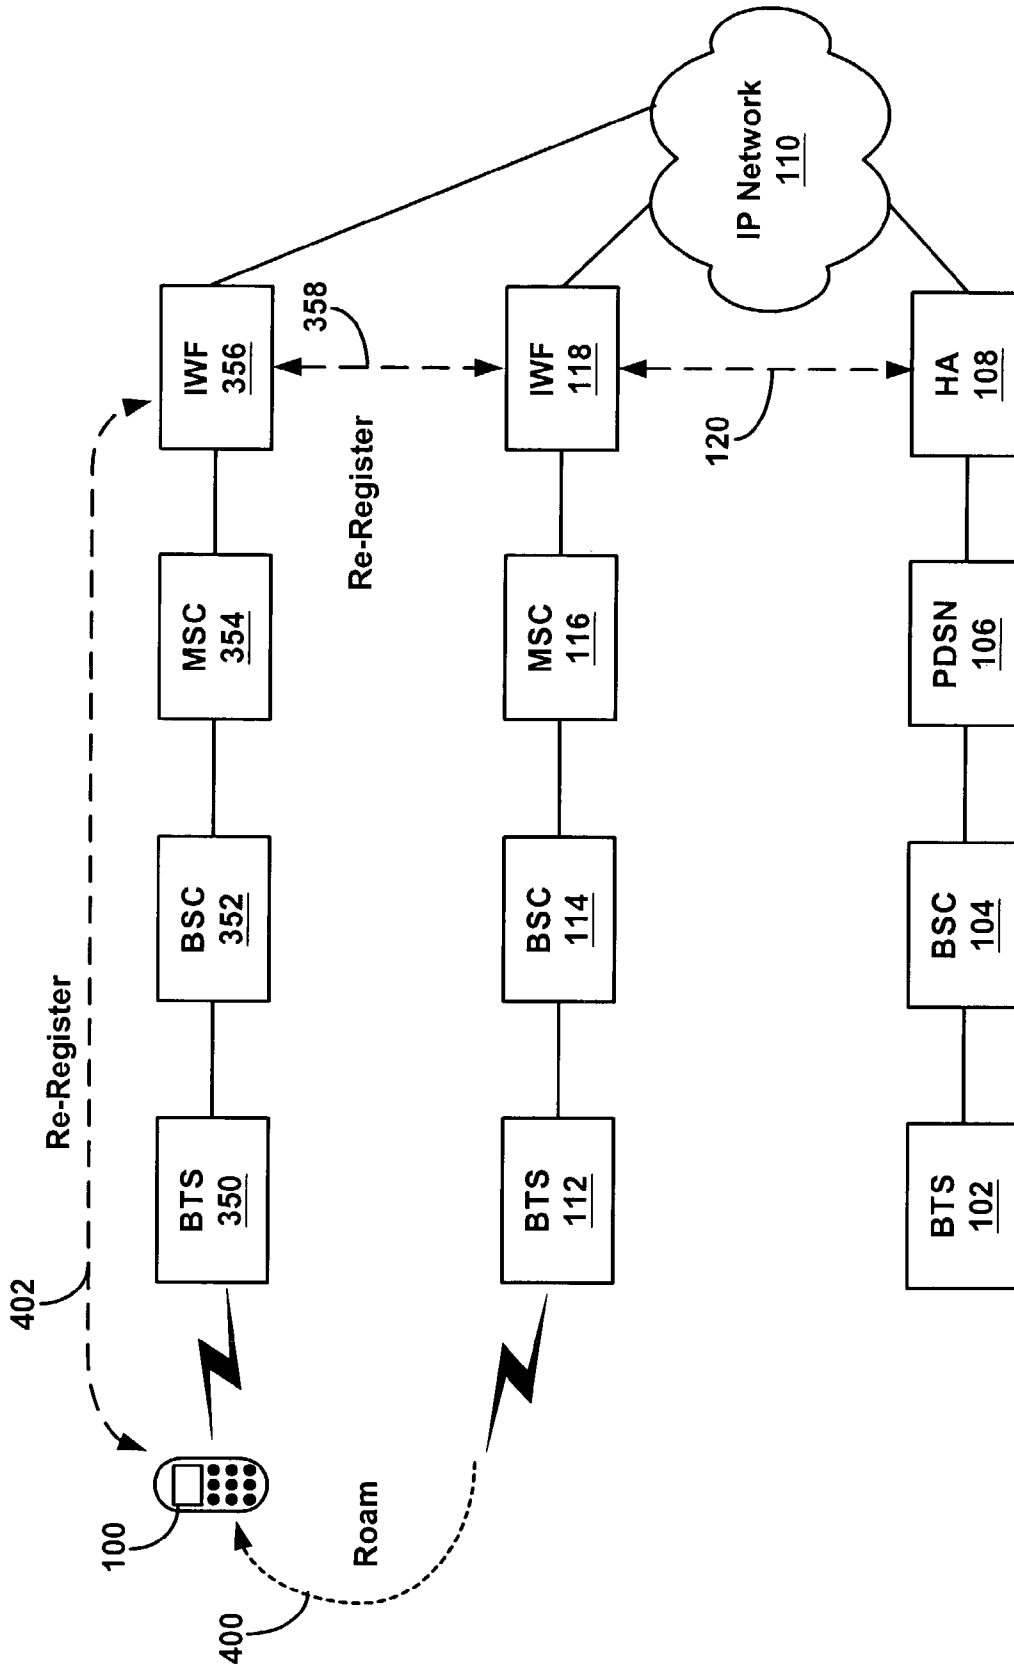 402
Re-Register
100
BTS
350
BSC
352
MSC
354
IWF
356
358
Re-Register
400
Roam
BTS
112
BSC
114
MSC
116
IWF
118
IP Network
110
120
BTS
102
BSC
104
PDSN
106
HA
108